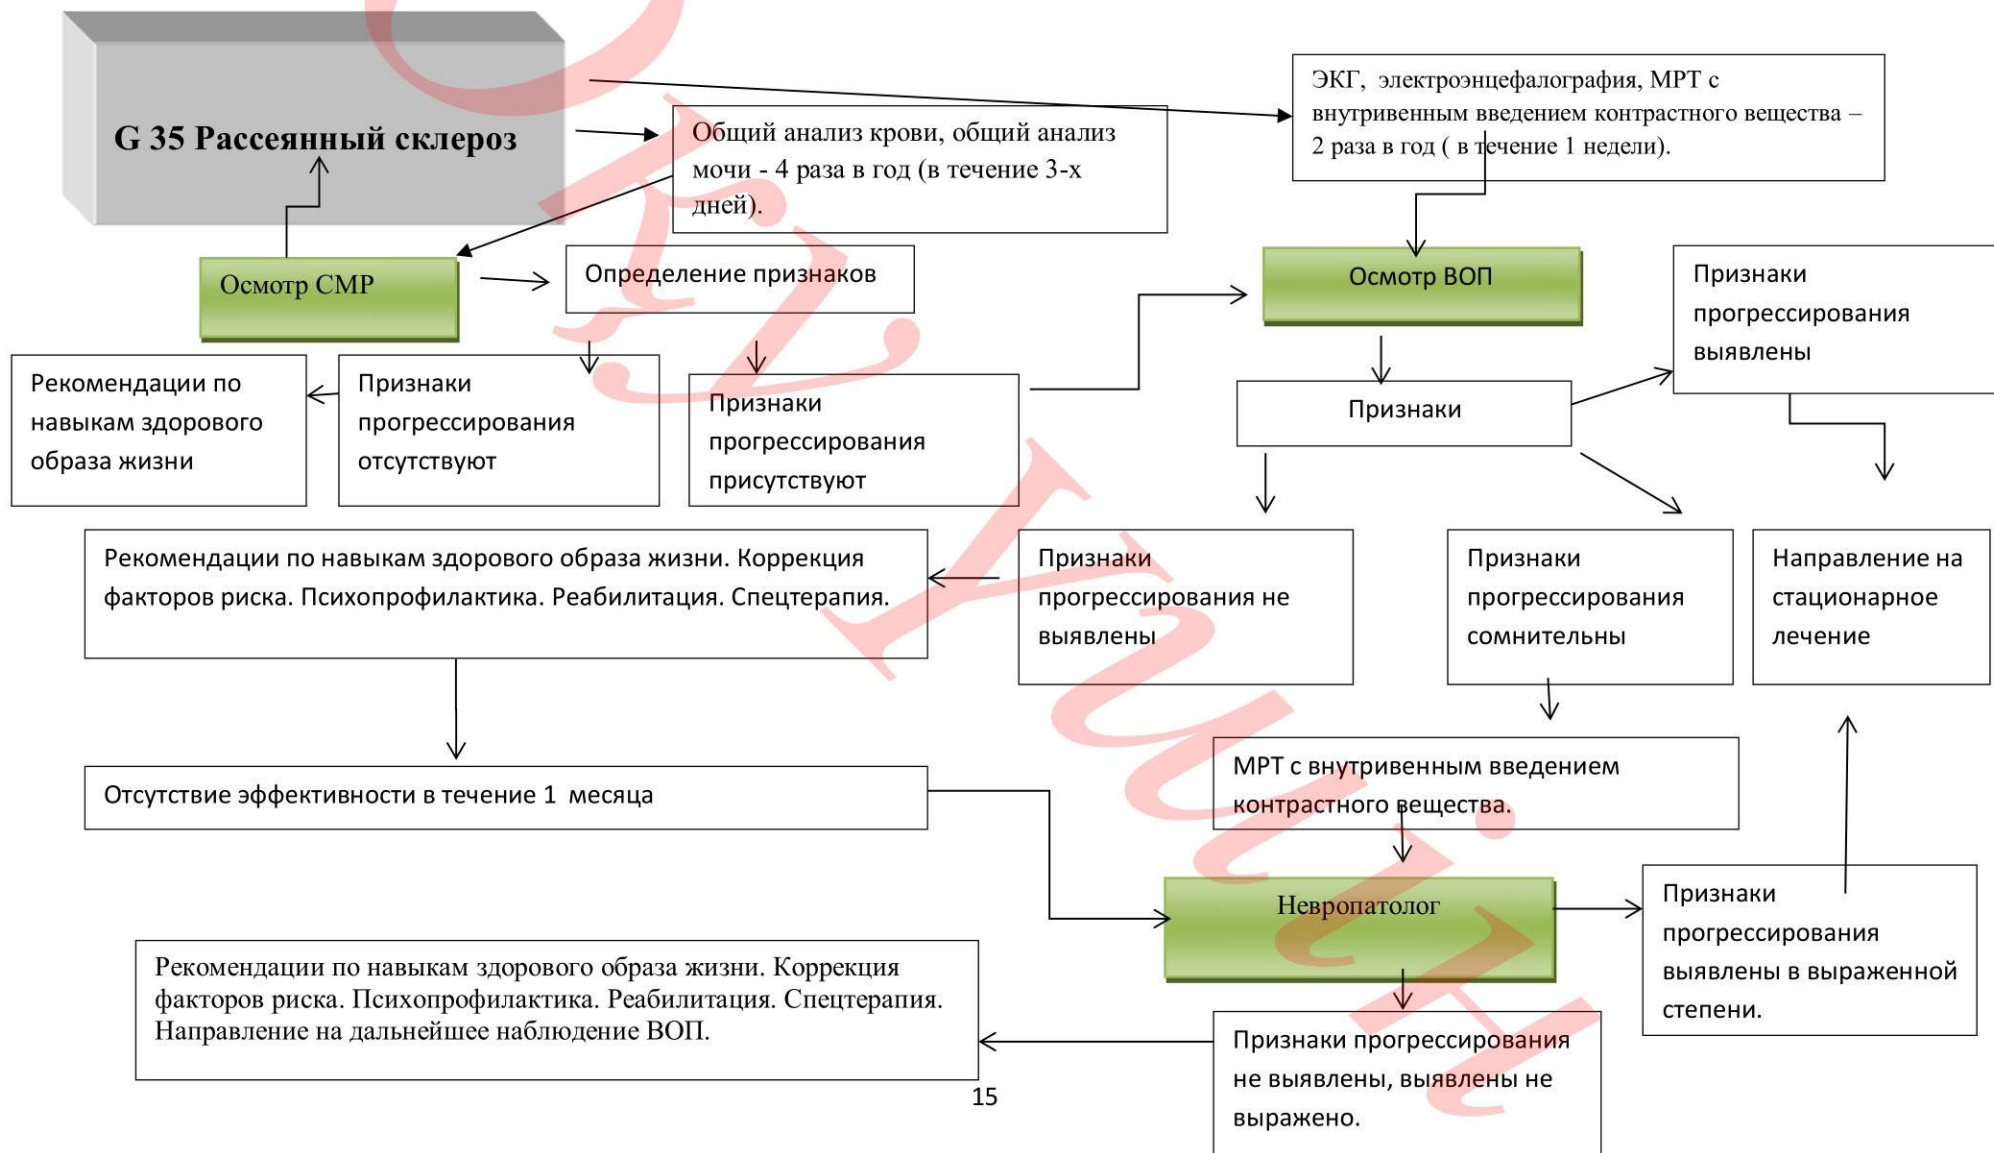 G 35 Рассеянный склероз
ЭКГ, электроэнцефалография, МРТ с
внутривенным введением контрастного вещества –
2 раза в год ( в течение 1 недели).
Общий анализ крови, общий анализ
мочи - 4 раза в год (в течение 3-х
дней).
Осмотр СМР
Определение признаков
Осмотр ВОП
Признаки
прогрессирования
выявлены
Рекомендации по
навыкам здорового
образа жизни
Признаки
прогрессирования
отсутствуют
Признаки
прогрессирования
присутствуют
Признаки
Рекомендации по навыкам здорового образа жизни. Коррекция
факторов риска. Психопрофилактика. Реабилитация. Спецтерапия.
Признаки
прогрессирования не
выявлены
Признаки
прогрессирования
сомнительны
Направление на
стационарное
лечение
Отсутствие эффективности в течение 1 месяца
МРТ с внутривенным введением
контрастного вещества.
Невропатолог
Признаки
прогрессирования
выявлены в выраженной
степени.
Рекомендации по навыкам здорового образа жизни. Коррекция
факторов риска. Психопрофилактика. Реабилитация. Спецтерапия.
Направление на дальнейшее наблюдение ВОП.
Признаки прогрессирования
не выявлены, выявлены не
выражено.
15